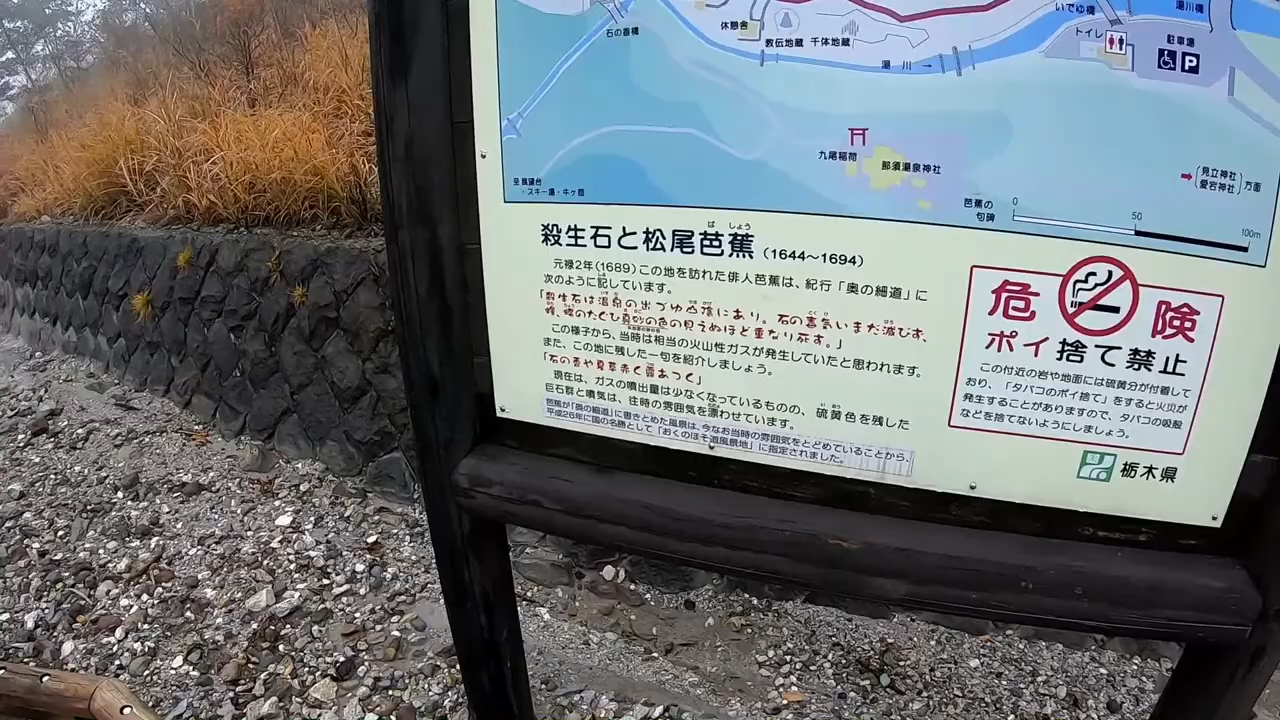 石の香橋
休憩舎
教伝地蔵
千体地蔵
湯 川 →
いでゆ橋
湯川橋
トイレ
駐車場
P
九尾稲荷
那須湯泉神社
至 展望台
・スキー場・牛ヶ首
見立神社
愛宕神社
方面
芭蕉の
句碑
0 50 100m
殺生石と松尾芭蕉(1644〜1694)
ば しょう
元禄2年(1689)この地を訪れた俳人芭蕉は、紀行「奥の細道」に
次のように記しています。
「殺生石は温泉の出づゆ山陰にあり。石の毒気いまだ滅びず、
蜂、蝶のたぐひ真砂の色の見えぬほど重なり死す。」
この様子から、当時は相当の火山性ガスが発生していたと思われます。
また、この地に残した一句を紹介しましょう。
「石の香や夏草赤く露あつく」
現在は、ガスの噴出量は少なくなっているものの、硫黄色を残した
巨石群と噴気は、往時の雰囲気を漂わせています。
芭蕉が「奥の細道」に書きとめた風景は、今なお当時の雰囲気をとどめていることから、
平成26年に国の名勝として「おくのほそ道風景地」に指定されました。
危 険
ポイ捨て禁止
この付近の岩や地面には硫黄分が付着して
おり、「タバコのポイ捨て」をすると火災が
発生することがありますので、タバコの吸殻
などを捨てないようにしましょう。
栃木県